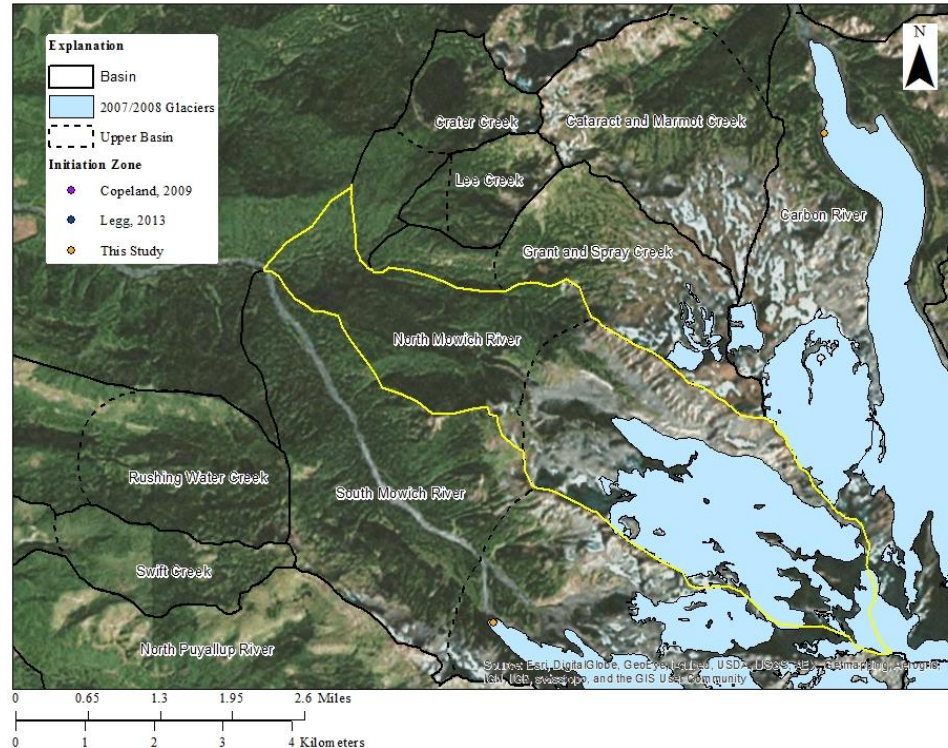 Explanation
Basin
2007/2008 Glaciers
Upper Basin
Initiation Zone
Copeland, 2009
Legg, 2013
This Study
N
Crater Creek
Cataract and Marmot Creek
Lee Creek
Carbon River
Grant and Spray Creek
North Mowich River
Rushing Water Creek
South Mowich River
Swift Creek
North Puyallup River
Source: Esri, DigitalGlobe, GeoEye,
and the GIS User Community
0 0.65 1.3 1.95 2.6 Miles
0 1 2 3 4 Kilometers